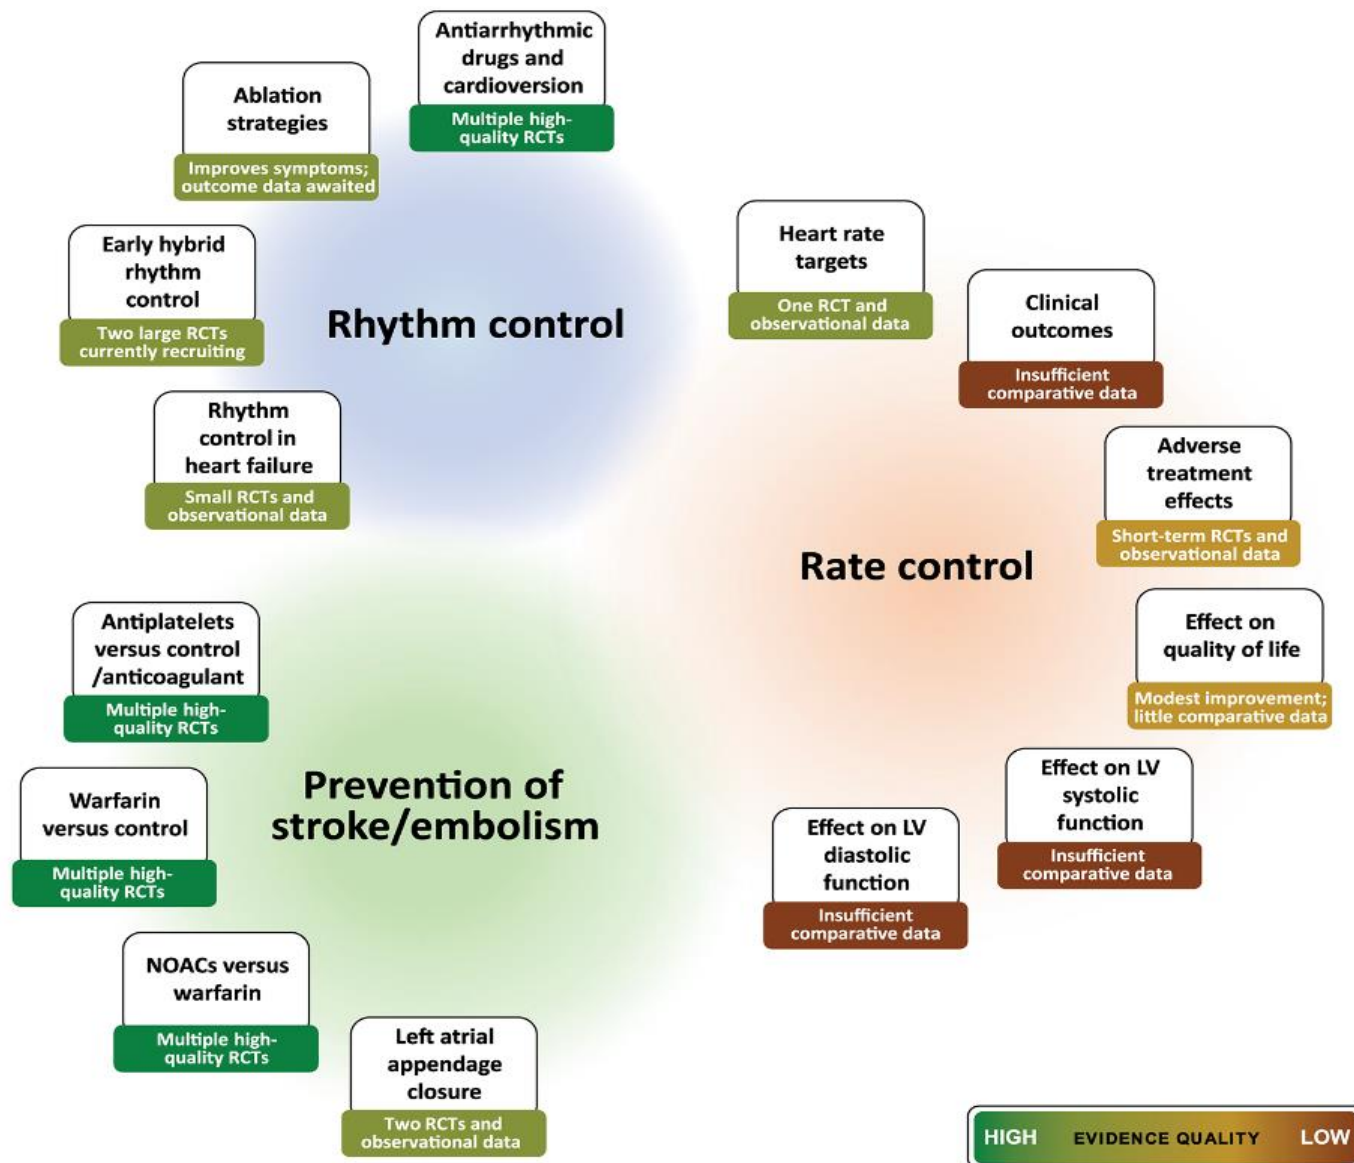 Antiarrhythmic
drugs and
cardioversion
Multiple high-
quality RCTs
Ablation
strategies
Improves symptoms;
outcome data awaited
Early hybrid
rhythm
control
Two large RCTs
currently recruiting
Rhythm
control in
heart failure
Small RCTs and
observational data
Rhythm control
Heart rate
targets
One RCT and
observational data
Clinical
outcomes
Insufficient
comparative data
Adverse
treatment
effects
Short-term RCTs and
observational data
Rate control
Effect on
quality of life
Modest improvement;
little comparative data
Effect on LV
systolic
function
Insufficient
comparative data
Effect on LV
diastolic
function
Insufficient
comparative data
Antiplatelets
versus control
/anticoagulant
Multiple high-
quality RCTs
Prevention of
stroke/embolism
Warfarin
versus control
Multiple high-
quality RCTs
NOACs versus
warfarin
Multiple high-
quality RCTs
Left atrial
appendage
closure
Two RCTs and
observational data
HIGH EVIDENCE QUALITY LOW